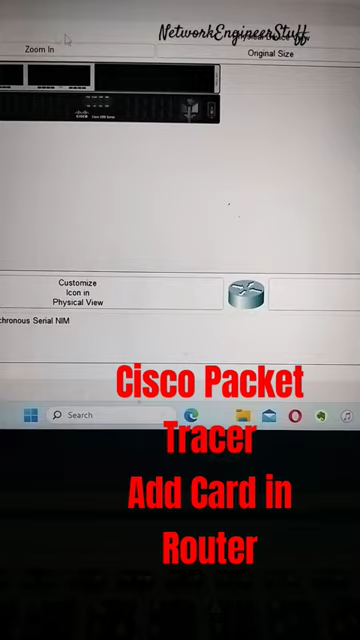 NetworkEngineerStuff
Zoom In
Original Size
CISCO
Customize
Icon in
Physical View
chronous Serial NIM
Cisco Packet
Search
Tracer
Add Card in
Router